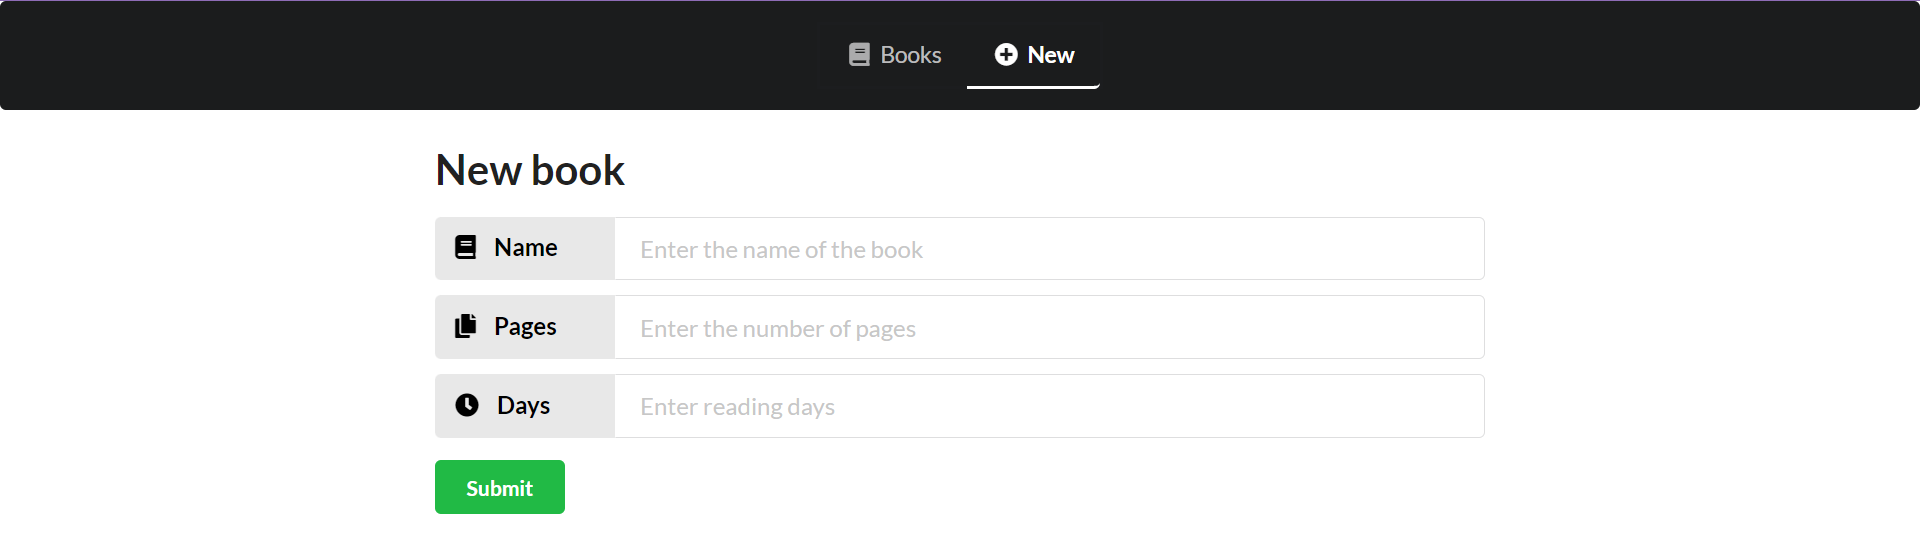 Books New
New book
Name Enter the name of the book
Pages Enter the number of pages
Days Enter reading days
Submit